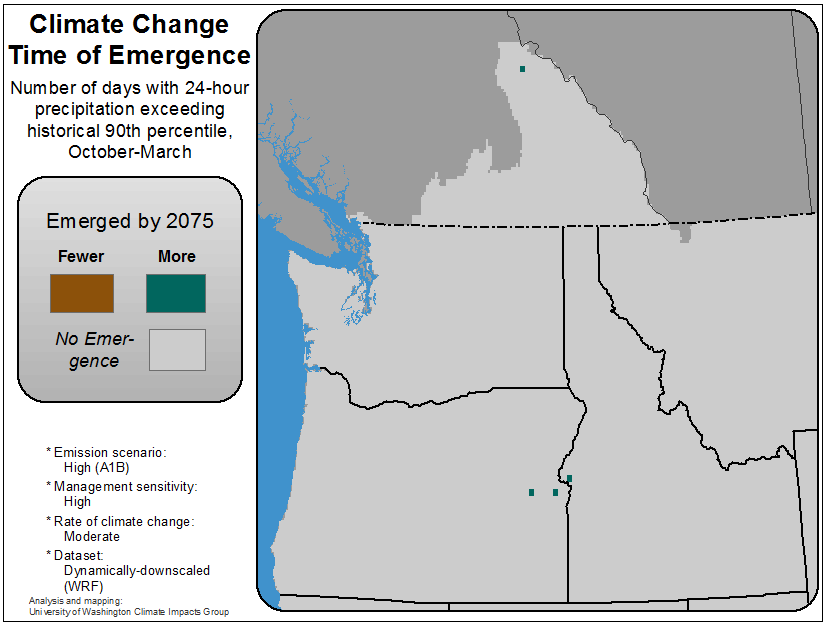 Climate Change
Time of Emergence
Number of days with 24-hour
precipitation exceeding
historical 90th percentile,
October-March
Emerged by 2075
Fewer
More
No Emer-
gence
* Emission scenario:
High (A1B)
* Management sensitivity:
High
* Rate of climate change:
Moderate
* Dataset:
Dynamically-downscaled
(WRF)
Analysis and mapping:
University of Washington Climate Impacts Group